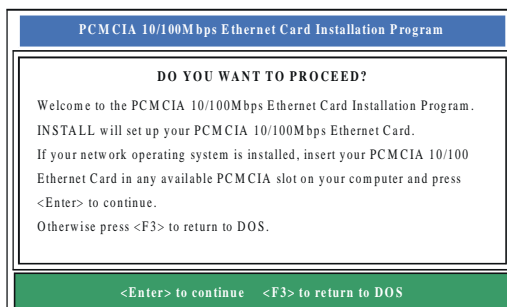 PCMCIA 10/100Mbps Ethernet Card Installation Program
DO YOU WANT TO PROCEED?
Welcome to the PCMCIA 10/100Mbps Ethernet Card Installation Program.
INSTALL will set up your PCMCIA 10/100Mbps Ethernet Card.
If your network operating system is installed, insert your PCMCIA 10/100
Ethernet Card in any available PCMCIA slot on your computer and press
<Enter> to continue.
Otherwise press <F3> to return to DOS.
<Enter> to continue <F3> to return to DOS